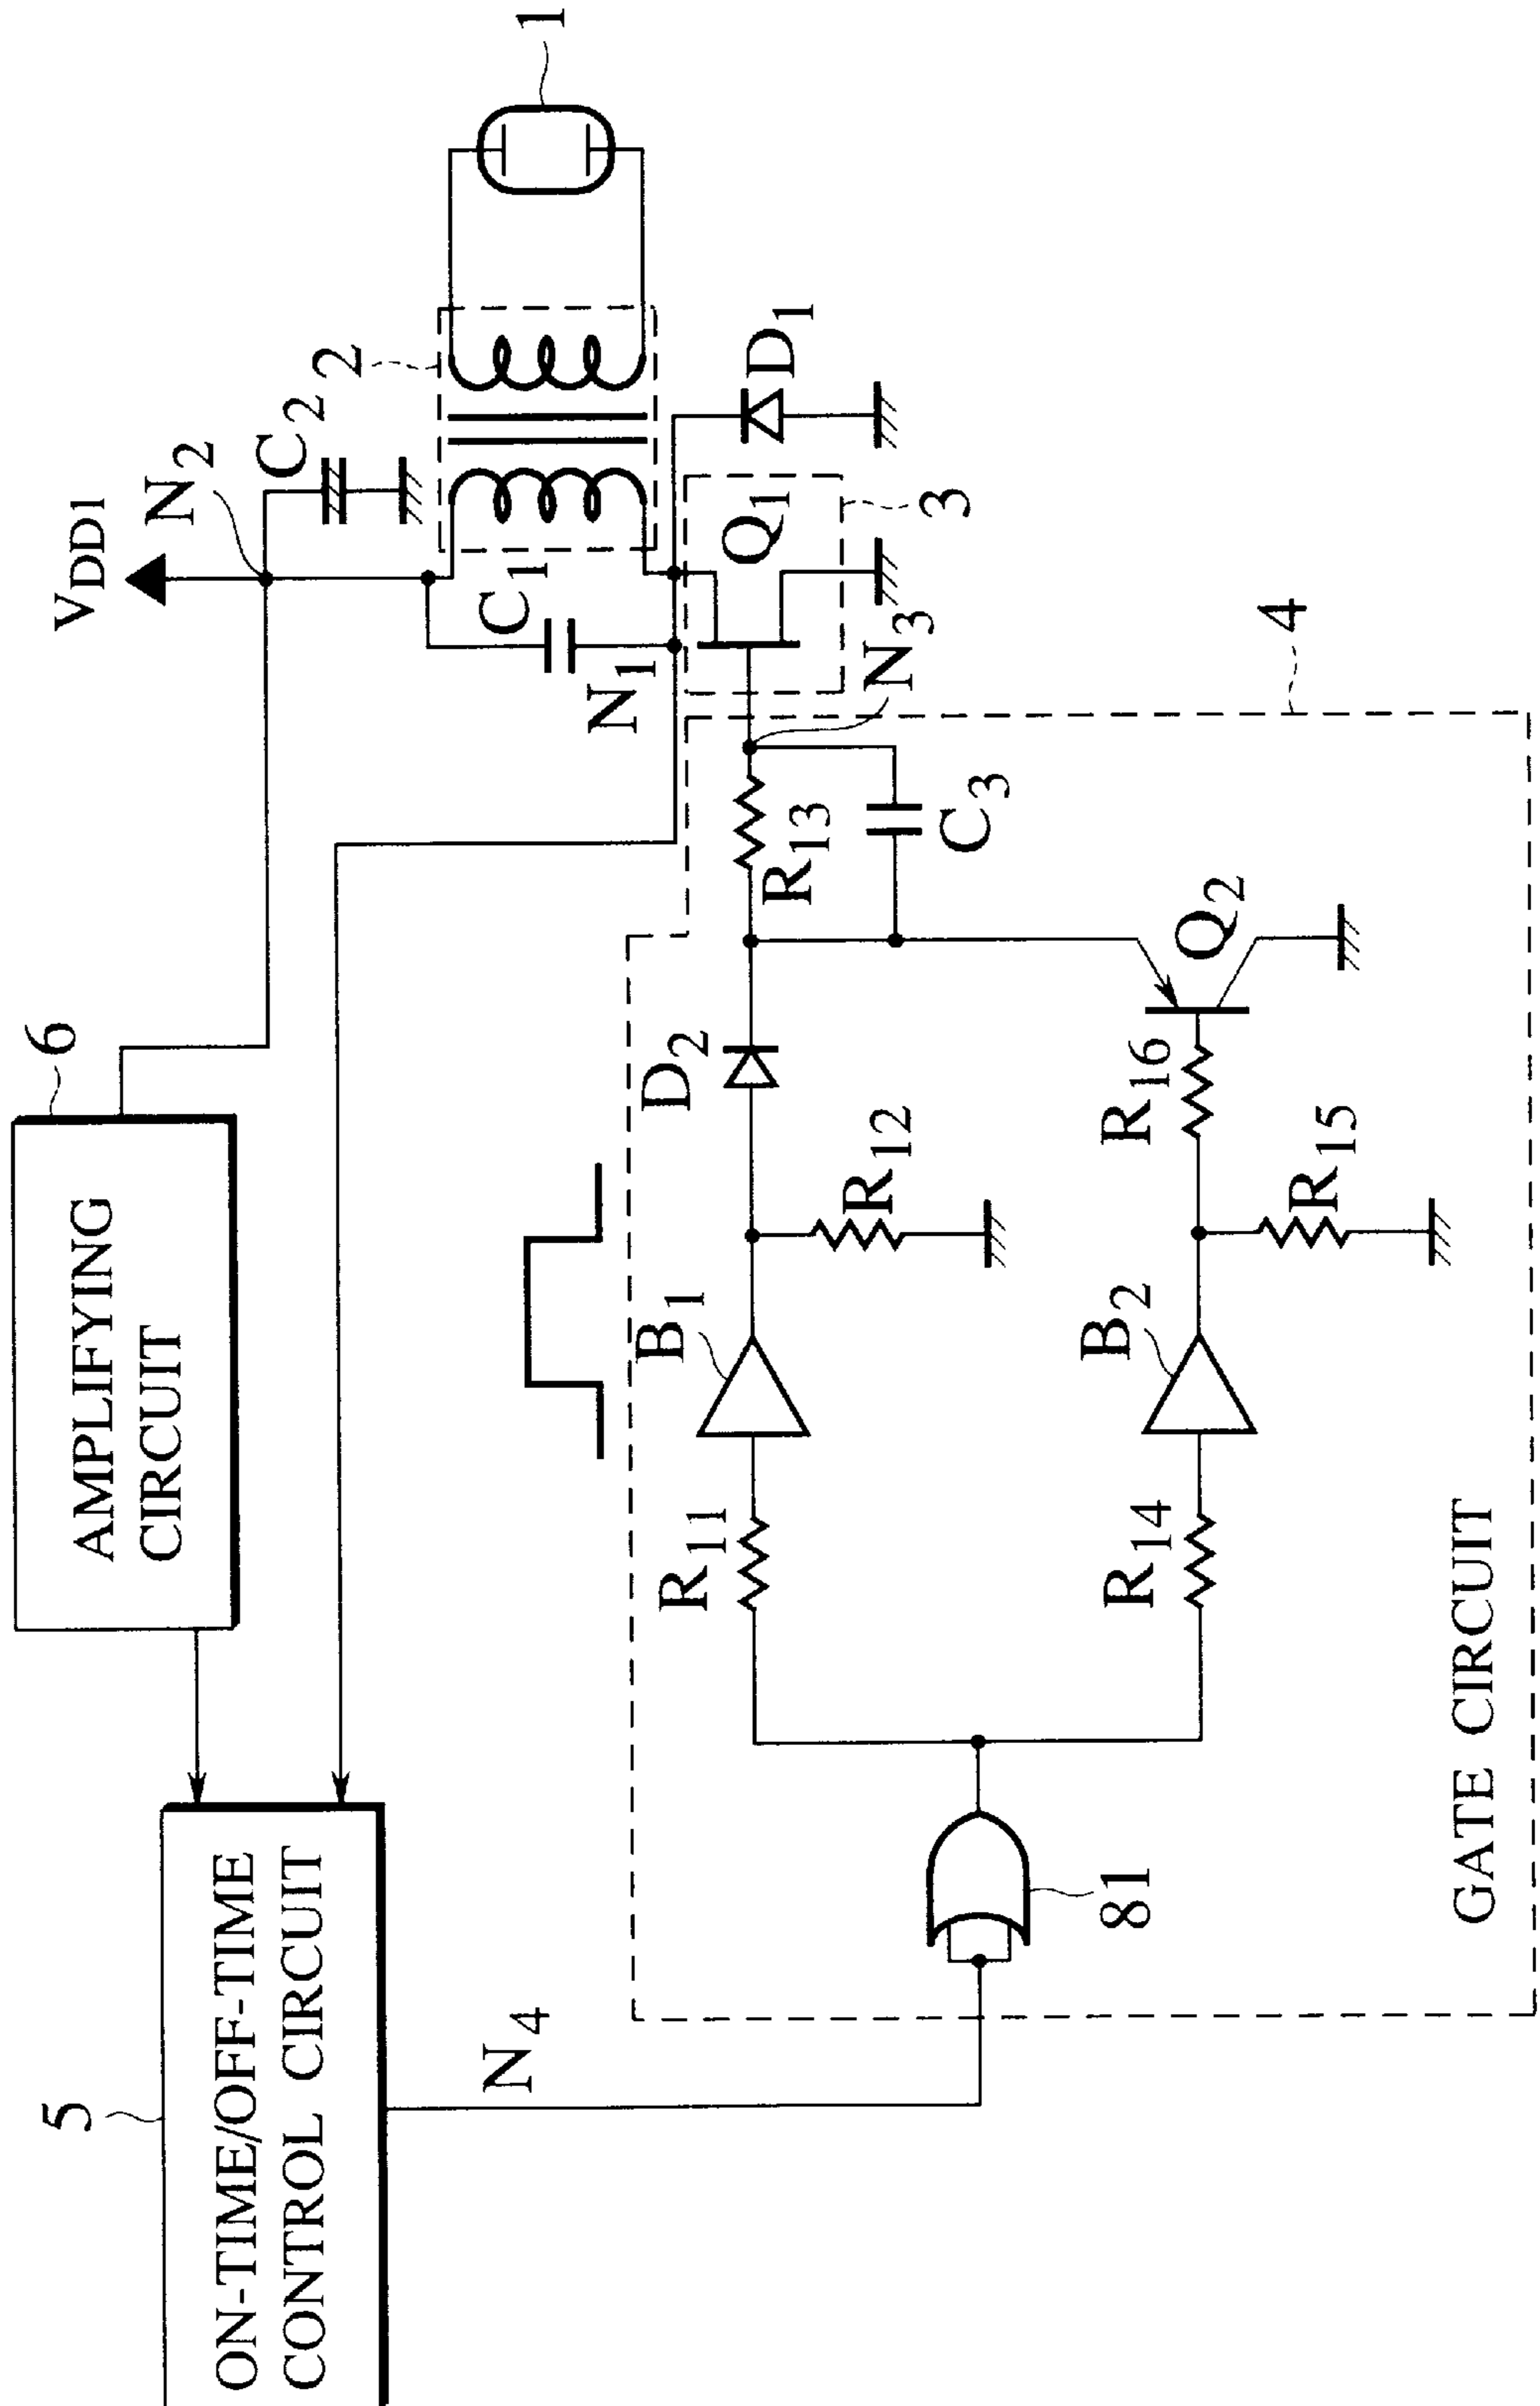 5
ON-TIME/OFF-TIME
CONTROL CIRCUIT
6
AMPLIFYING
CIRCUIT
VDD1
N2
C2
2
1
C1
N1
Q1
D1
3
N3
4
N4
81
R11
B1
R12
D2
R13
C3
R14
B2
R15
R16
Q2
GATE CIRCUIT